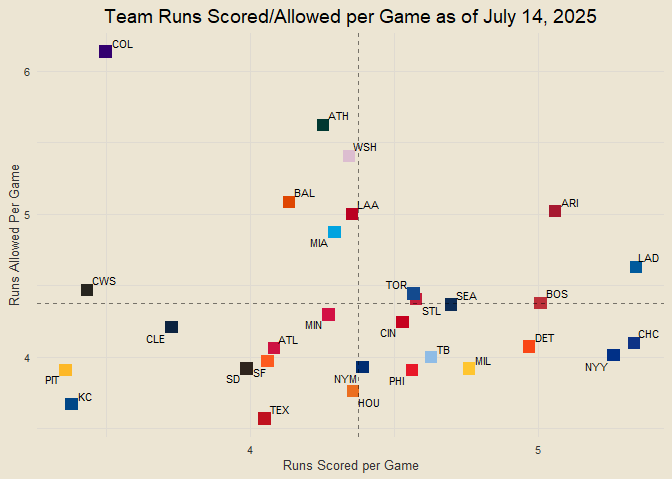 Team Runs Scored/Allowed per Game as of July 14, 2025
COL
6
ATH
WSH
BAL
LAA
ARI
5
MIA
LAD
CWS
TOR
SEA
BOS
STL
MIN
CIN
CLE
ATL
DET
CHC
4
TB
NYY
SD
SF
NYM
PHI
MIL
PIT
KC
HOU
TEX
4
5
Runs Allowed Per Game
Runs Scored per Game